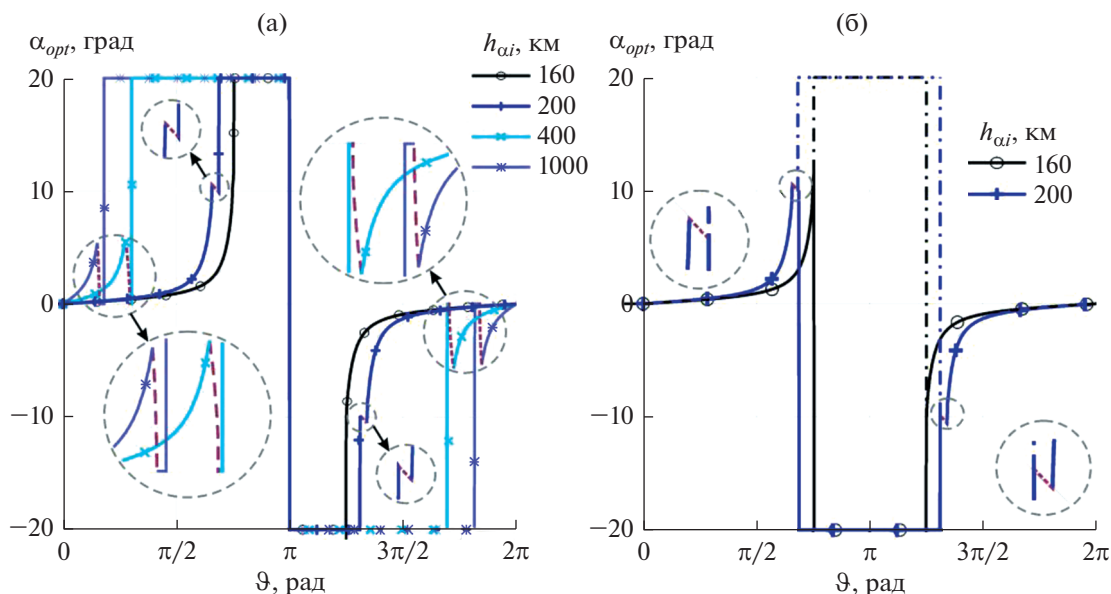 (а)
α_opt, град
h_αi, км
160
200
400
1000
20
10
0
−10
−20
0
π/2
π
3π/2
2π
ϑ, рад
(б)
α_opt, град
h_αi, км
160
200
20
10
0
−10
−20
0
π/2
π
3π/2
2π
ϑ, рад